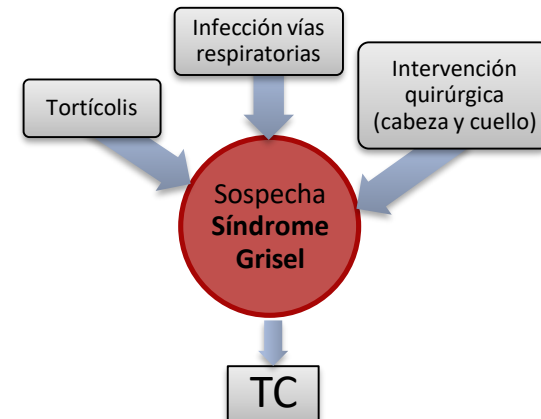 Infección vías
respiratorias
Tortícolis
Intervención
quirúrgica
(cabeza y cuello)
Sospecha
Síndrome
Grisel
TC